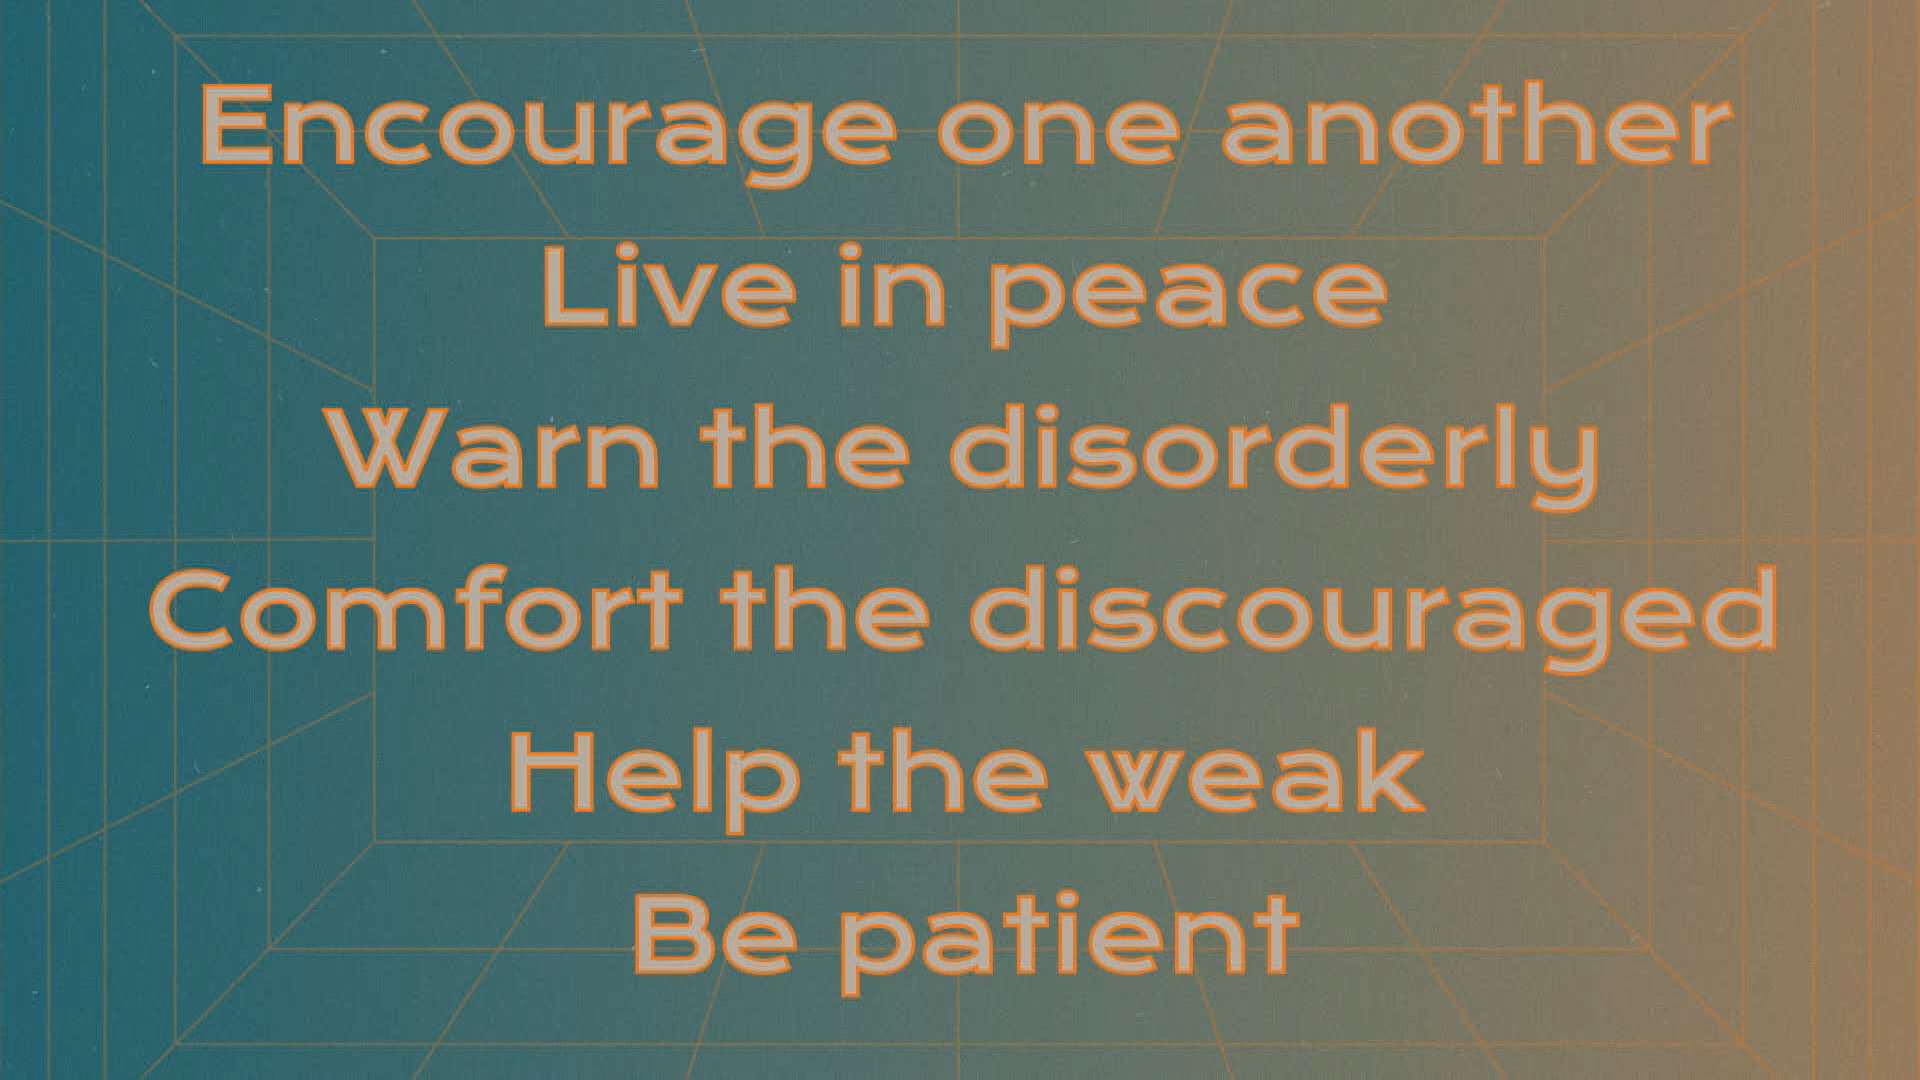 Encourage one another
Live in peace
Warn the disorderly
Comfort the discouraged
Help the weak
Be patient